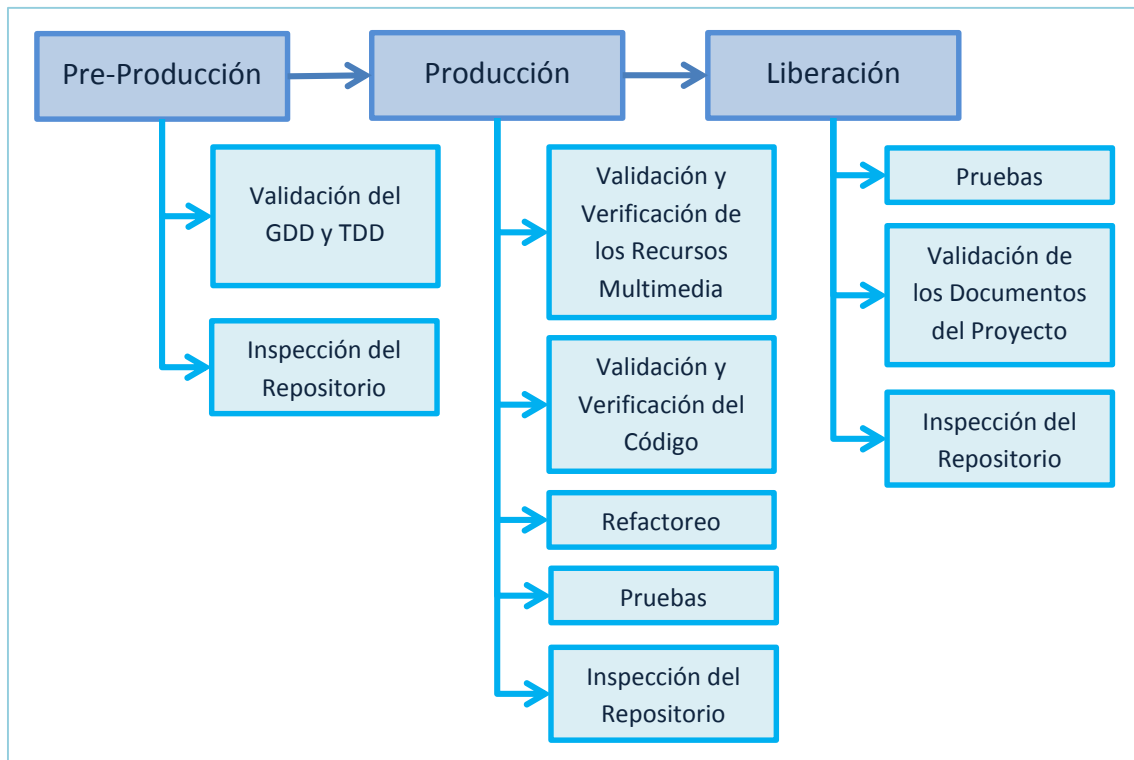 Pre-Producción
Producción
Liberación
Validación del
GDD y TDD
Inspección del
Repositorio
Validación y
Verificación de
los Recursos
Multimedia
Validación y
Verificación del
Código
Refactoreo
Pruebas
Inspección del
Repositorio
Pruebas
Validación de
los Documentos
del Proyecto
Inspección del
Repositorio